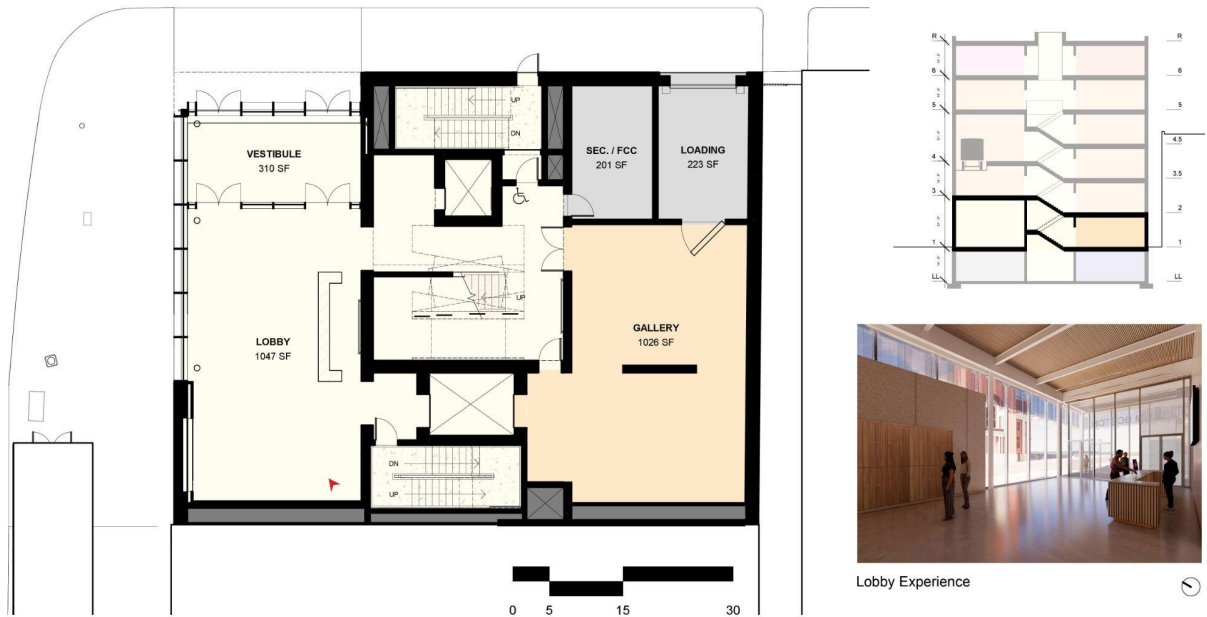 UP
DN
VESTIBULE
310 SF
SEC. / FCC
201 SF
LOADING
223 SF
UP
LOBBY
1047 SF
GALLERY
1026 SF
DN
UP
0 5 15 30
R R
6 6
5 5
4.5
4
3.5
3
2
1 1
LL LL
Lobby Experience